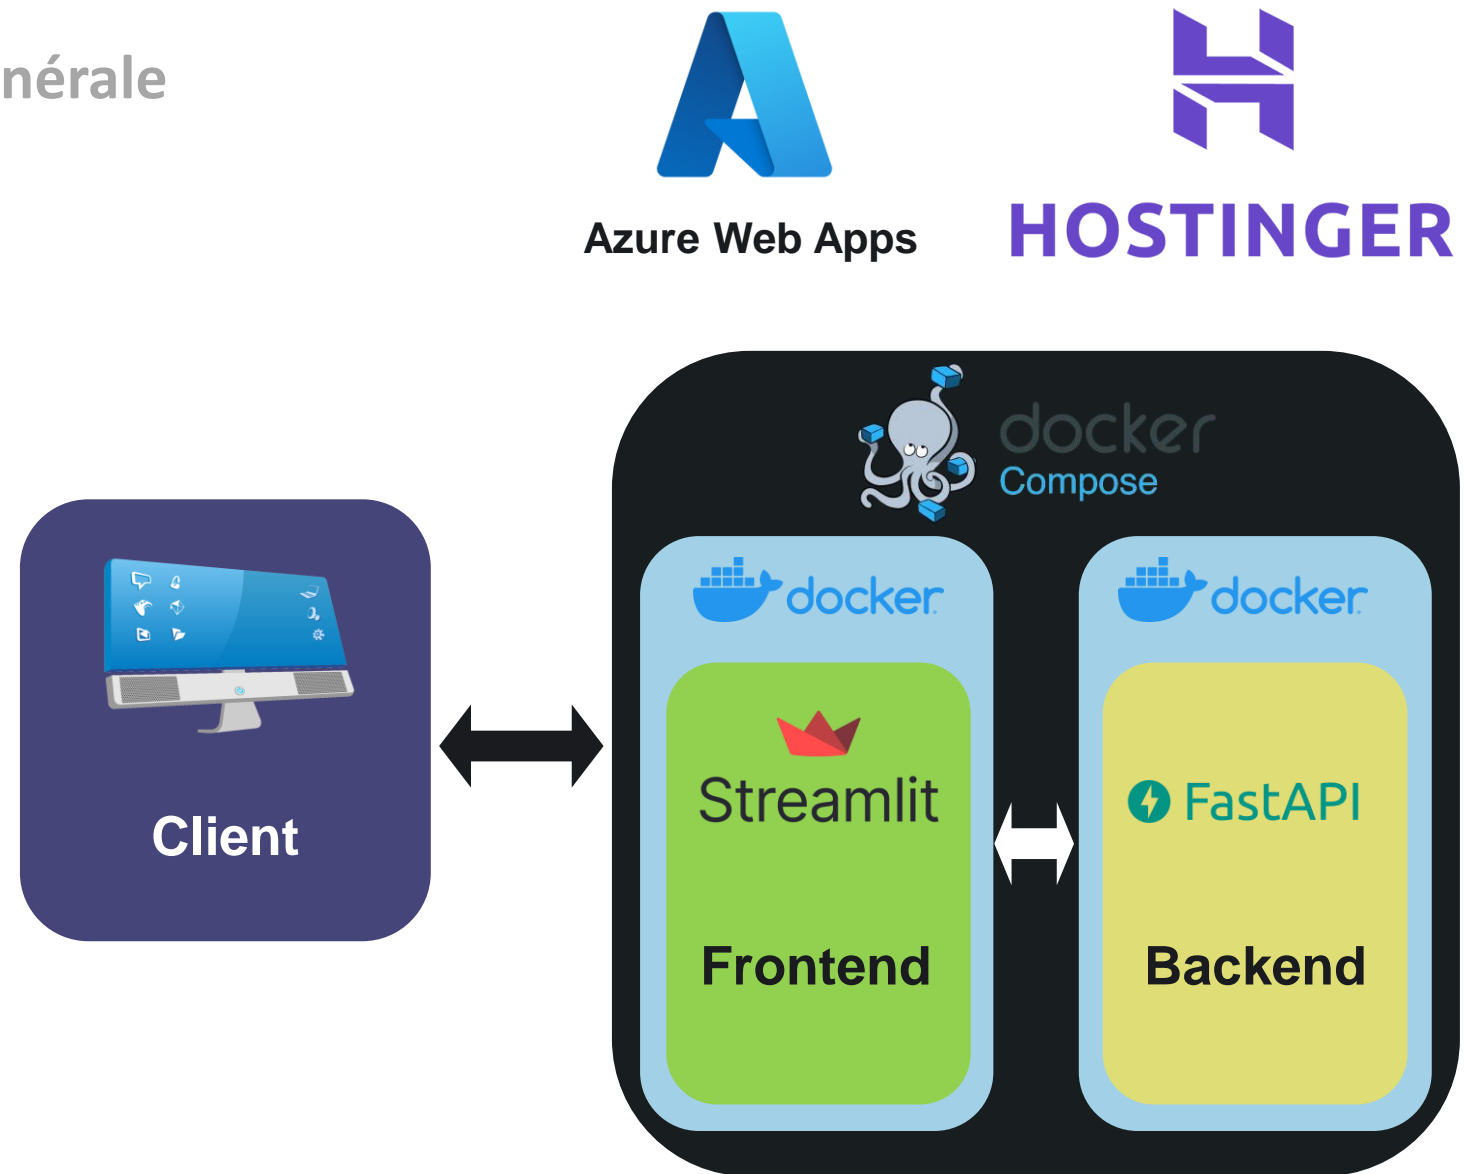 nérale
Azure Web Apps
HOSTINGER
docker
Compose
docker
docker
Client
Streamlit
FastAPI
Frontend
Backend